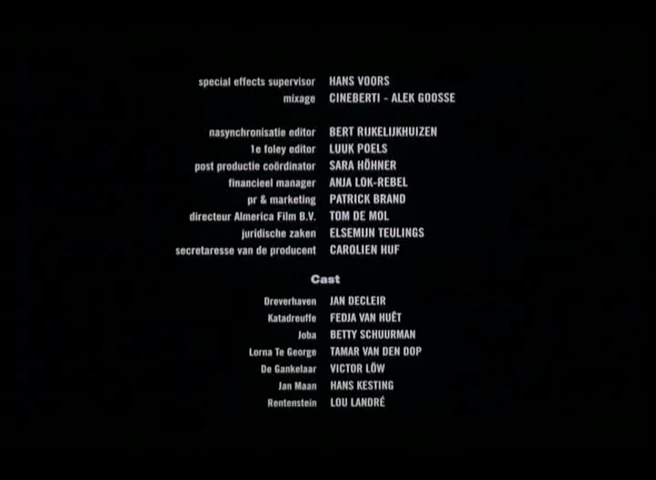 special effects supervisor HANS VOORS
mixage CINEBERTI - ALEK GOOSSE
nasynchronisatie editor BERT RIJKELIJKHUIZEN
1e foley editor LUUK POELS
post productie coördinator SARA HÖHNER
financieel manager ANJA LOK-REBEL
pr & marketing PATRICK BRAND
directeur Almerica Film B.V. TOM DE MOL
juridische zaken ELSEMIJN TEULINGS
secretaresse van de producent CAROLIEN HUF
Cast
Dreverhaven JAN DECLEIR
Katadreuffe FEDJA VAN HUÊT
Joba BETTY SCHUURMAN
Lorna Te George TAMAR VAN DEN DOP
De Gankelaar VICTOR LÖW
Jan Maan HANS KESTING
Rentenstein LOU LANDRÉ